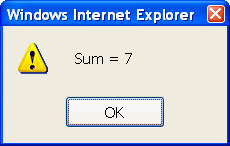 Windows Internet Explorer
Sum = 7
OK